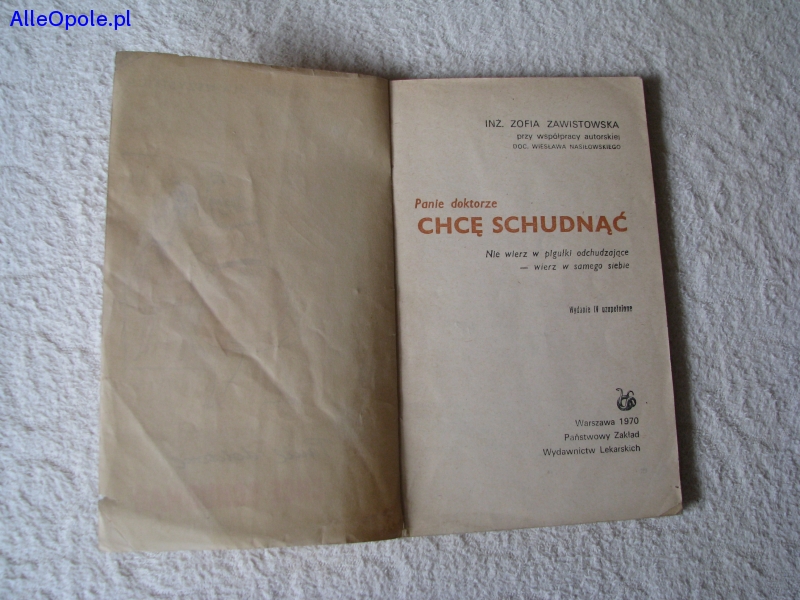 AlleOpole.pl
INŻ. ZOFIA ZAWISTOWSKA
przy współpracy autorskiej
DOC. WIESŁAWA NASIŁOWSKIEGO
Panie doktorze
CHCĘ SCHUDNĄĆ
Nie wierz w pigułki odchudzające
— wierz w samego siebie
Wydanie IV uzupełnione
Warszawa 1970
Państwowy Zakład
Wydawnictw Lekarskich